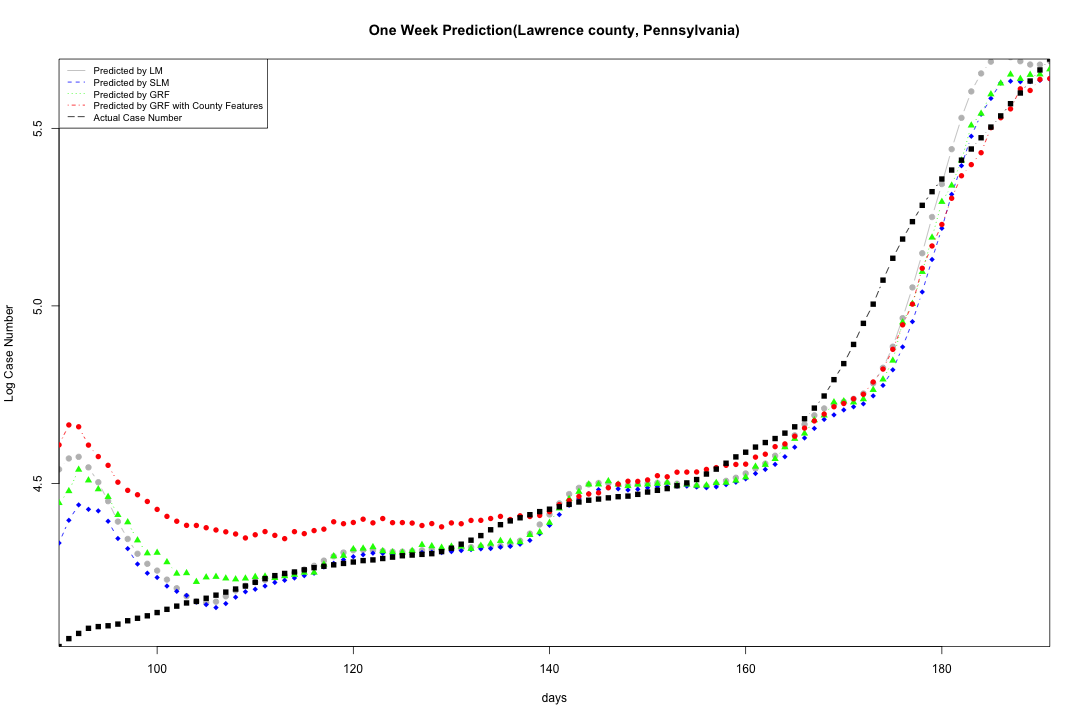 One Week Prediction(Lawrence county, Pennsylvania)
Predicted by LM
Predicted by SLM
Predicted by GRF
Predicted by GRF with County Features
Actual Case Number
5.5
5.0
4.5
Log Case Number
100 120 140 160 180
days